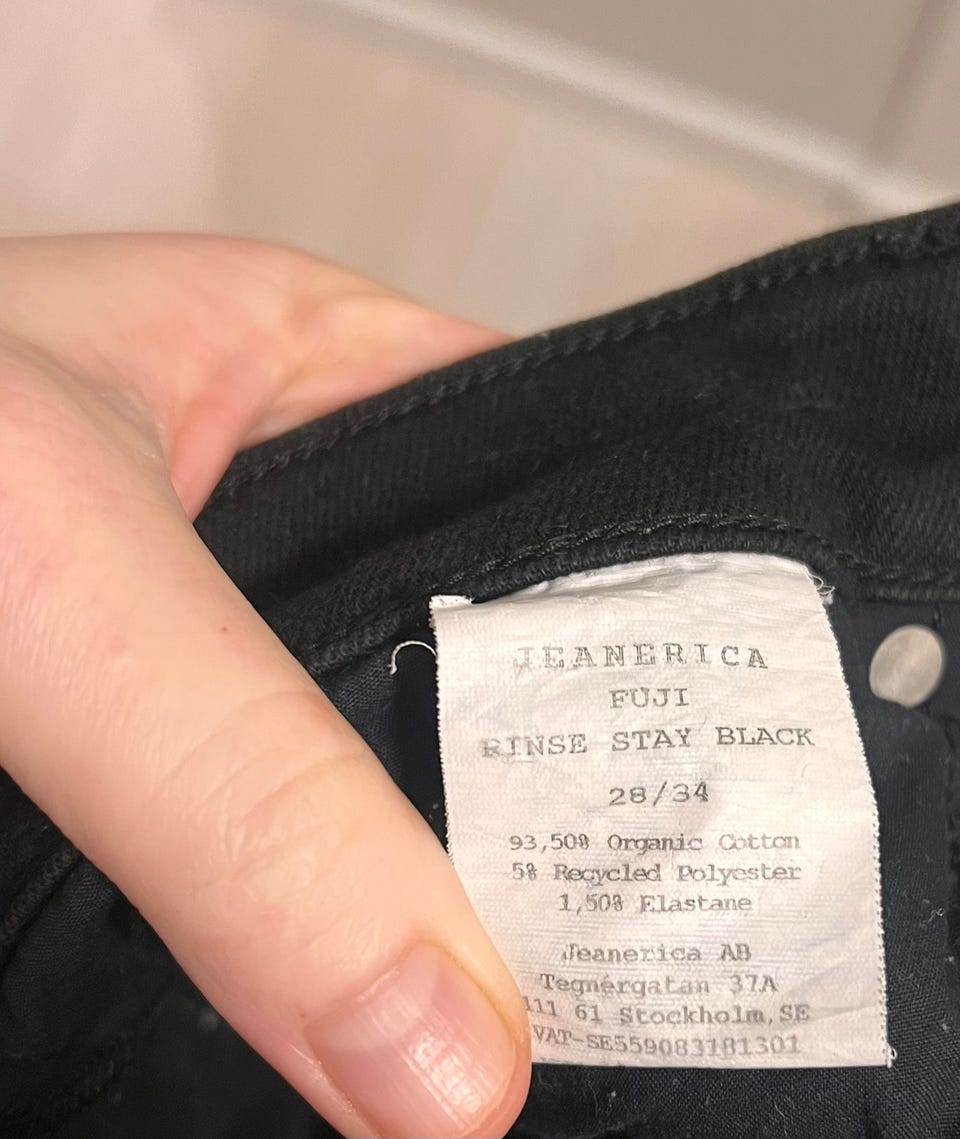 JEANERICA
FUJI
RINSE STAY BLACK
28/34
93,50% Organic Cotton
5% Recycled Polyester
1,50% Elastane
Jeanerica AB
Tegnérgatan 37A
111 61 Stockholm,SE
VAT-SE559083181301